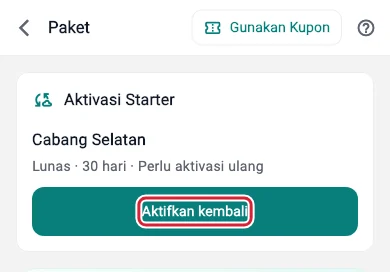 Paket
Gunakan Kupon
Aktivasi Starter
Cabang Selatan
Lunas · 30 hari · Perlu aktivasi ulang
Aktifkan kembali